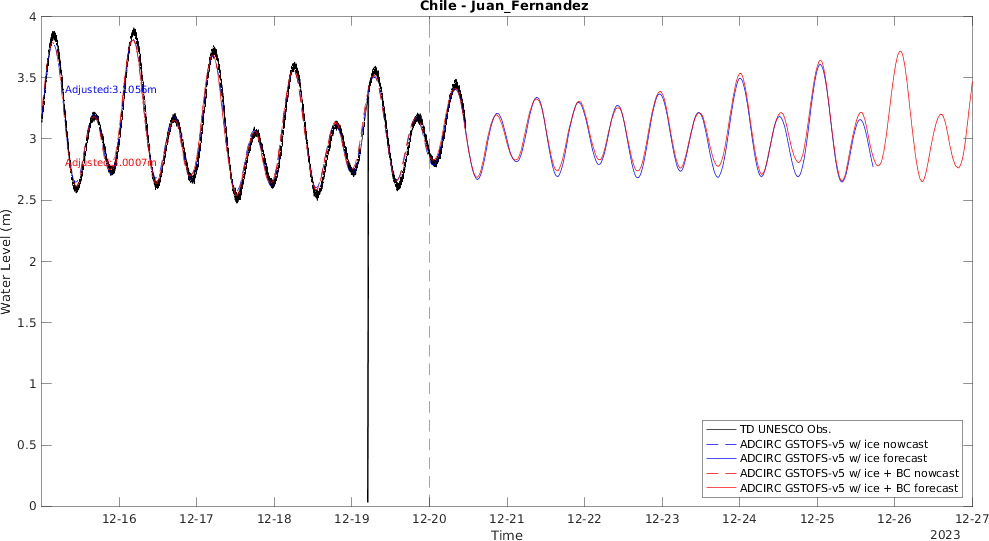 Chile - Juan_Fernandez
4
3.5
3
2.5
2
1.5
1
0.5
0
Water Level (m)
Adjusted:3.1056m
Adjusted:3.0007m
TD UNESCO Obs.
ADCIRC GSTOFS-v5 w/ ice nowcast
ADCIRC GSTOFS-v5 w/ ice forecast
ADCIRC GSTOFS-v5 w/ ice + BC nowcast
ADCIRC GSTOFS-v5 w/ ice + BC forecast
12-16 12-17 12-18 12-19 12-20 12-21 12-22 12-23 12-24 12-25 12-26 12-27
Time
2023